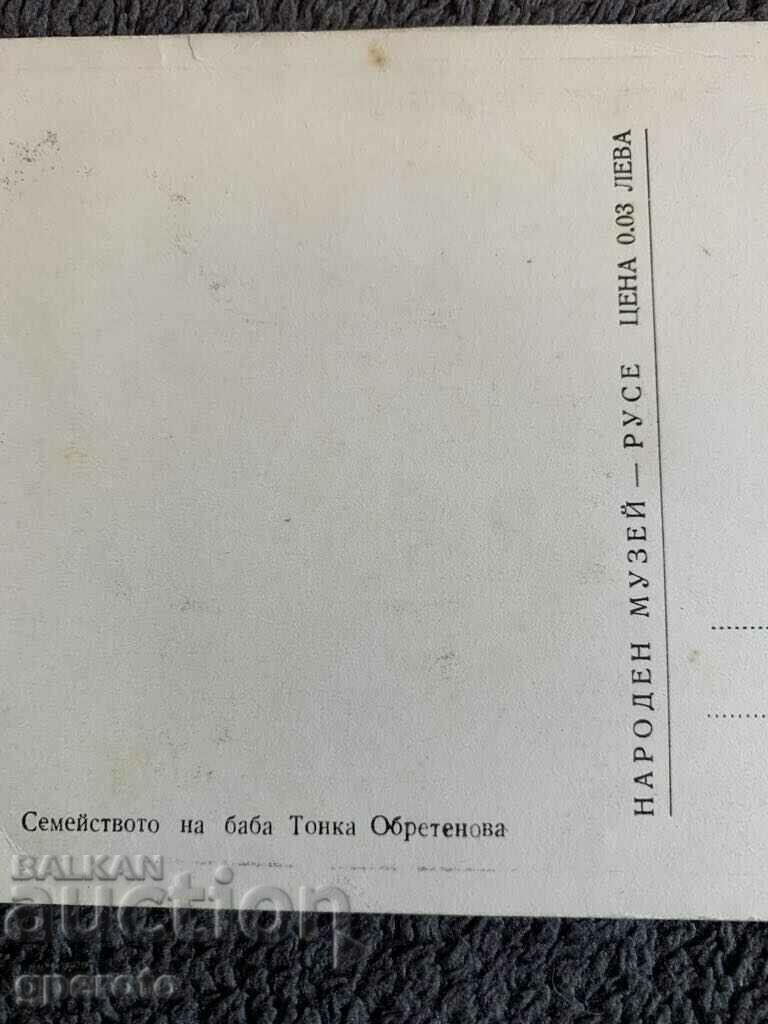 НАРОДЕН МУЗЕЙ — РУСЕ ЦЕНА 0.03 ЛЕВА
Семейството на баба Тонка Обретенова
BALKAN
auction
gperoto